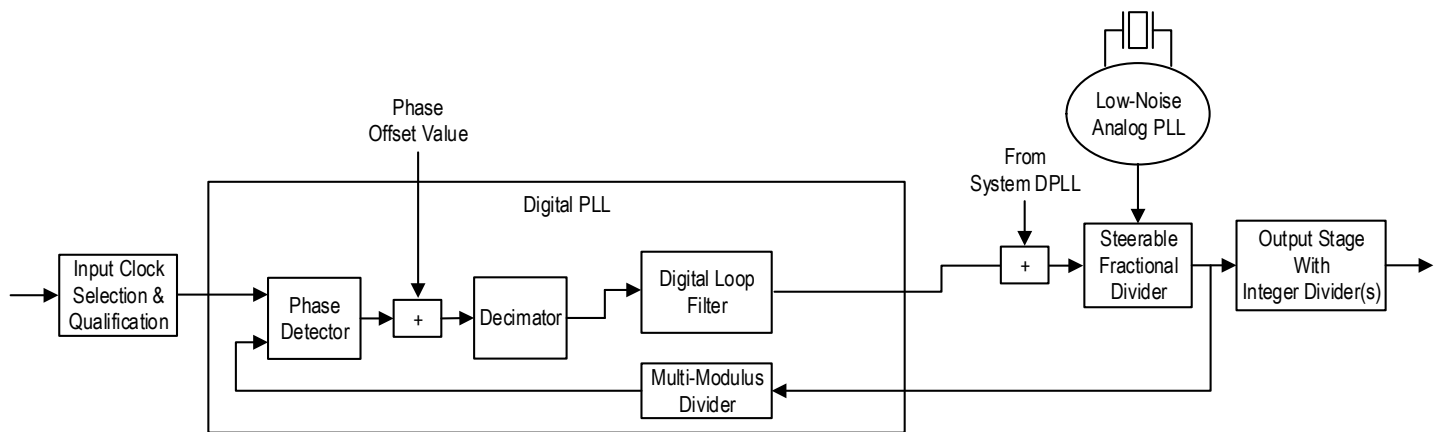 Low-Noise
Analog PLL
Phase
Offset Value
From
System DPLL
Digital PLL
Input Clock
Selection &
Qualification
Phase
Detector
+
Decimator
Digital Loop
Filter
+
Steerable
Fractional
Divider
Output Stage
With
Integer Divider(s)
Multi-Modulus
Divider